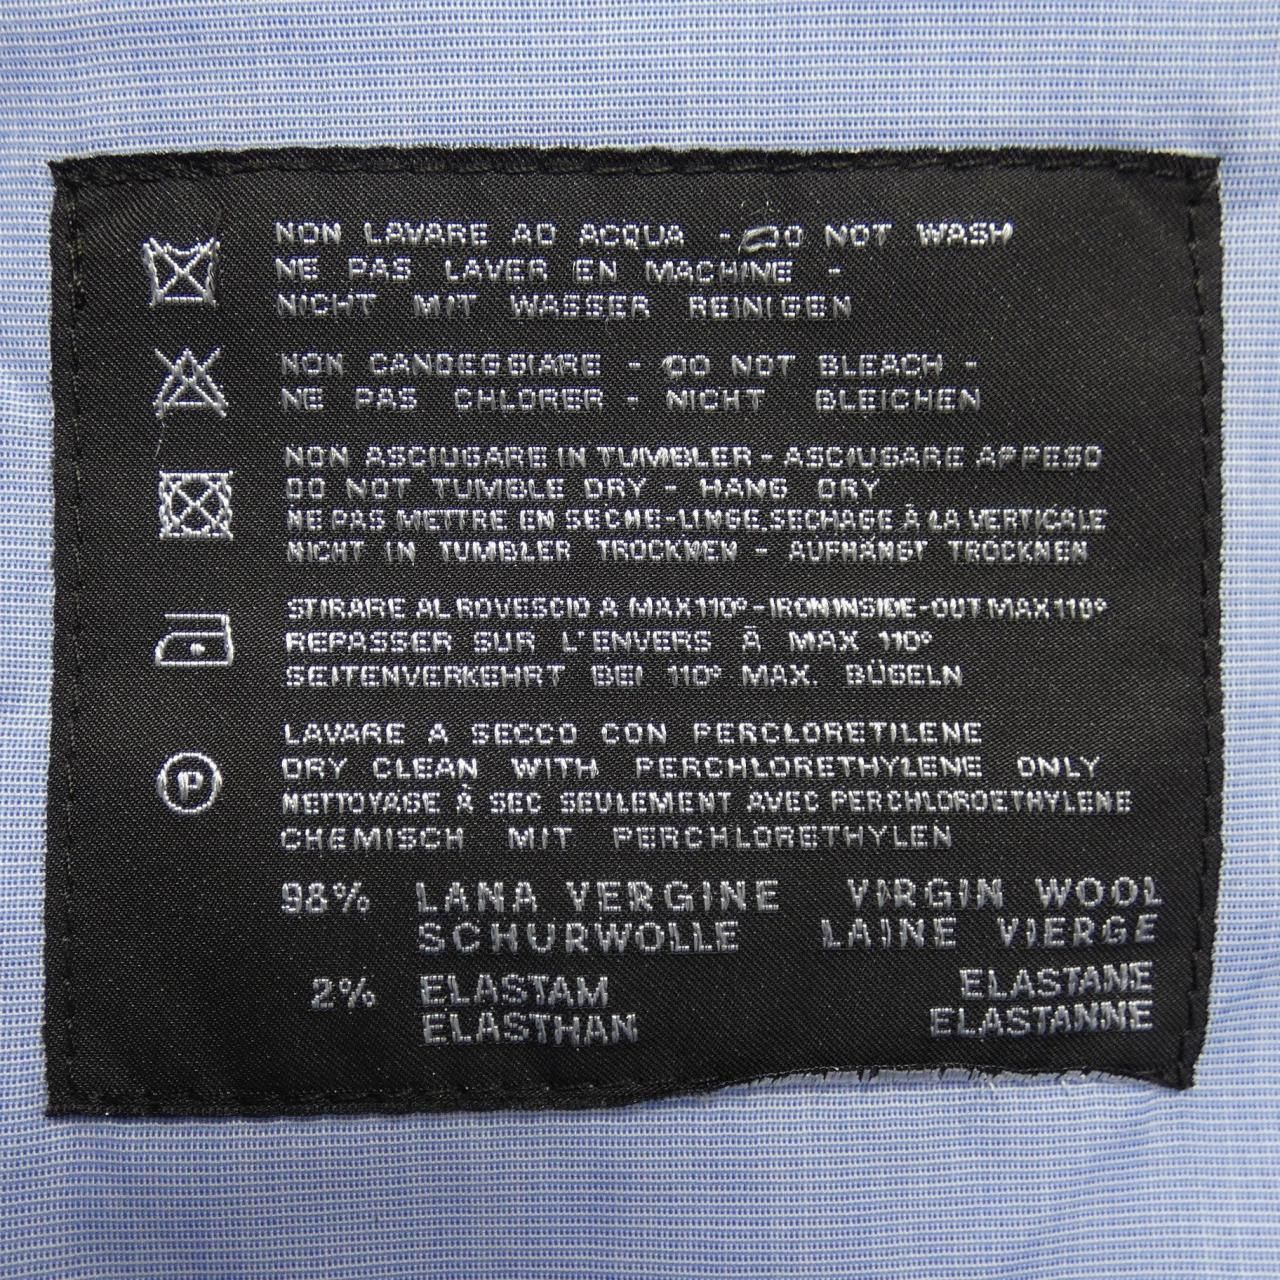 NON LAVARE AD ACQUA - DO NOT WASH
NE PAS LAVER EN MACHINE -
NICHT MIT WASSER REINIGEN
NON CANDEGGIARE - DO NOT BLEACH -
NE PAS CHLORER - NICHT BLEICHEN
NON ASCIUGARE IN TUMBLER - ASCIUGARE APPESO
DO NOT TUMBLE DRY - HANG DRY
NE PAS METTRE EN SECHE-LINGE.SECHAGE À LA VERTICALE
NICHT IN TUMBLER TROCKNEN - AUFHÄNGT TROCKNEN
STIRARE AL ROVESCIO A MAX 110° - IRON INSIDE-OUT MAX 110°
REPASSER SUR L'ENVERS À MAX 110°
SEITENVERKEHRT BEI 110° MAX. BÜGELN
P
LAVARE A SECCO CON PERCLORETILENE
DRY CLEAN WITH PERCHLORETHYLENE ONLY
NETTOYAGE À SEC SEULEMENT AVEC PERCHLOROETHYLENE
CHEMISCH MIT PERCHLORETHYLEN
98% LANA VERGINE VIRGIN WOOL
SCHURWOLLE LAINE VIERGE
2% ELASTAM ELASTANE
ELASTHAN ELASTANNE